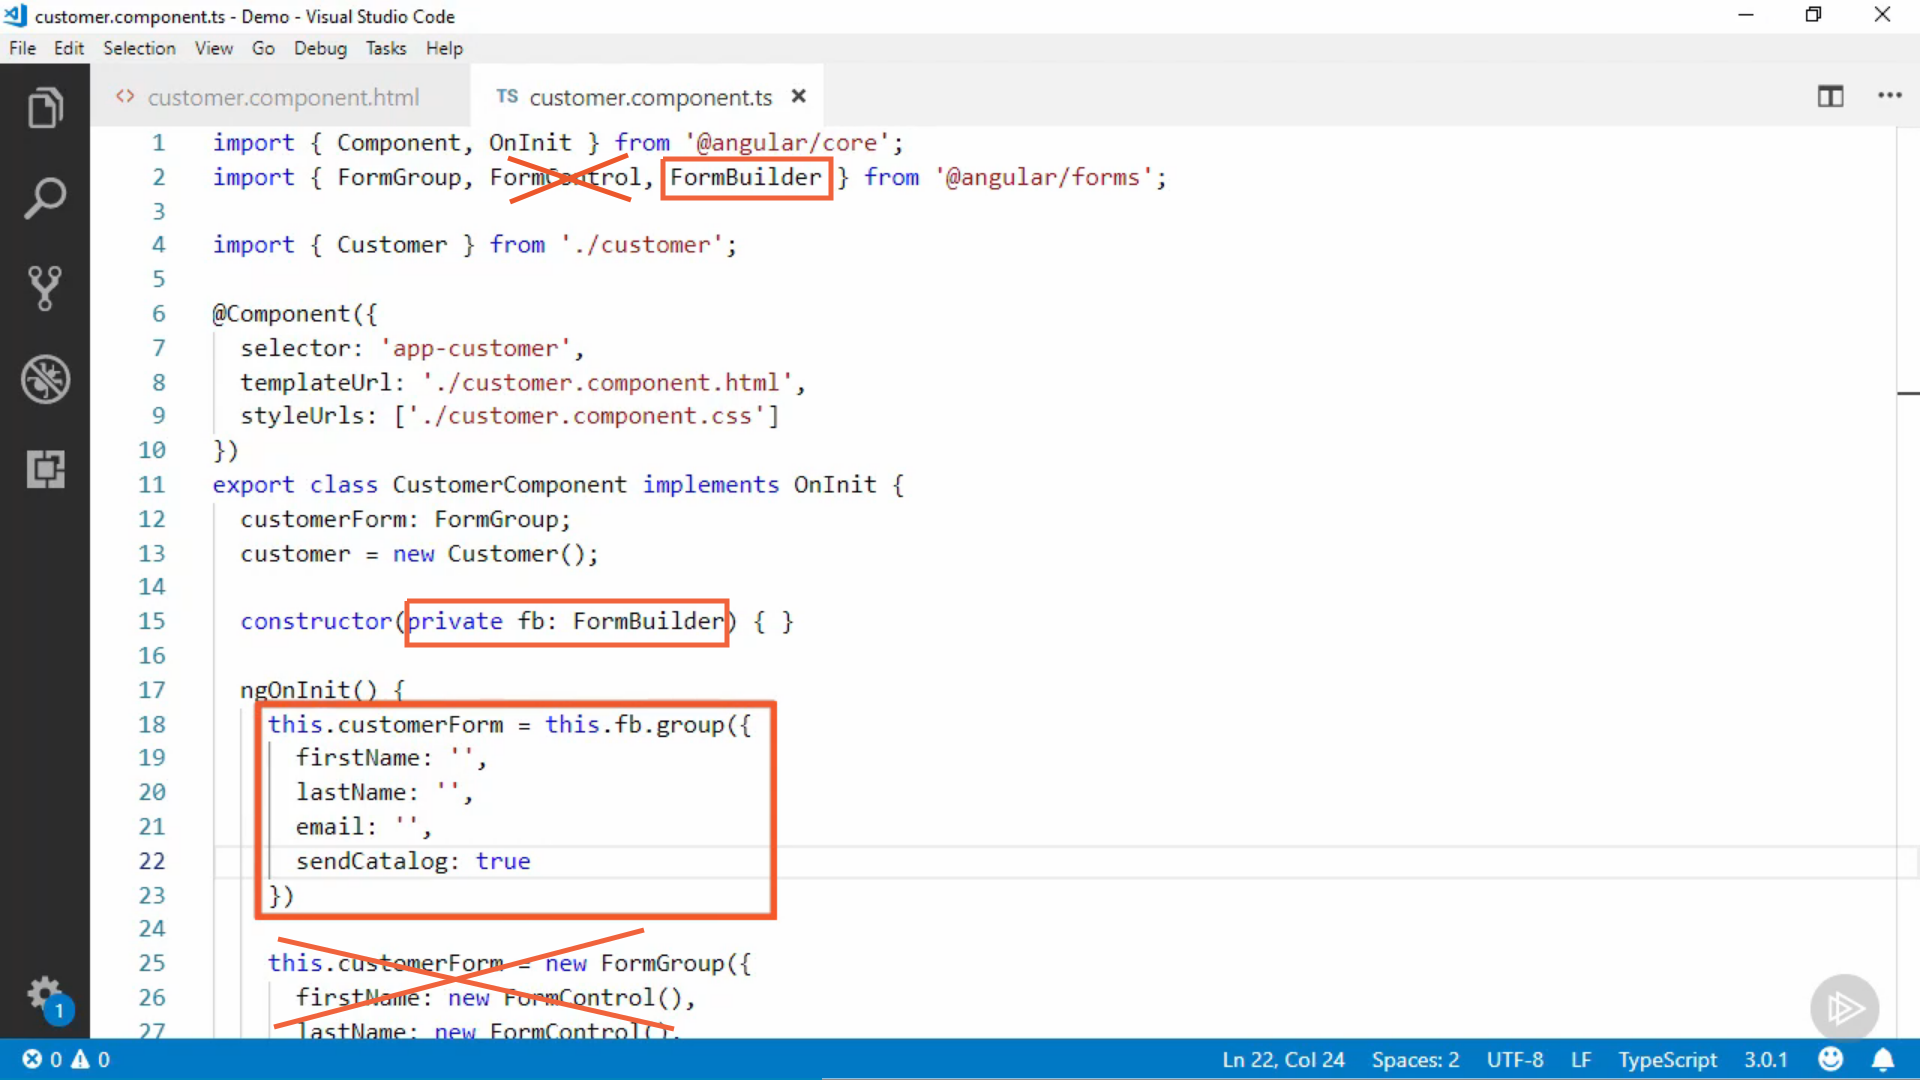 customer.component.ts - Demo - Visual Studio Code
File Edit Selection View Go Debug Tasks Help
<> customer.component.html TS customer.component.ts ×
1 import { Component, OnInit } from '@angular/core';
2 import { FormGroup, FormControl, FormBuilder } from '@angular/forms';
3
4 import { Customer } from './customer';
5
6 @Component({
7 selector: 'app-customer',
8 templateUrl: './customer.component.html',
9 styleUrls: ['./customer.component.css']
10 })
11 export class CustomerComponent implements OnInit {
12 customerForm: FormGroup;
13 customer = new Customer();
14
15 constructor(private fb: FormBuilder) { }
16
17 ngOnInit() {
18 this.customerForm = this.fb.group({
19 firstName: '',
20 lastName: '',
21 email: '',
22 sendCatalog: true
23 })
24
25 this.customerForm = new FormGroup({
26 firstName: new FormControl(),
27 lastName: new FormControl(),
1
0 0 Ln 22, Col 24 Spaces: 2 UTF-8 LF TypeScript 3.0.1